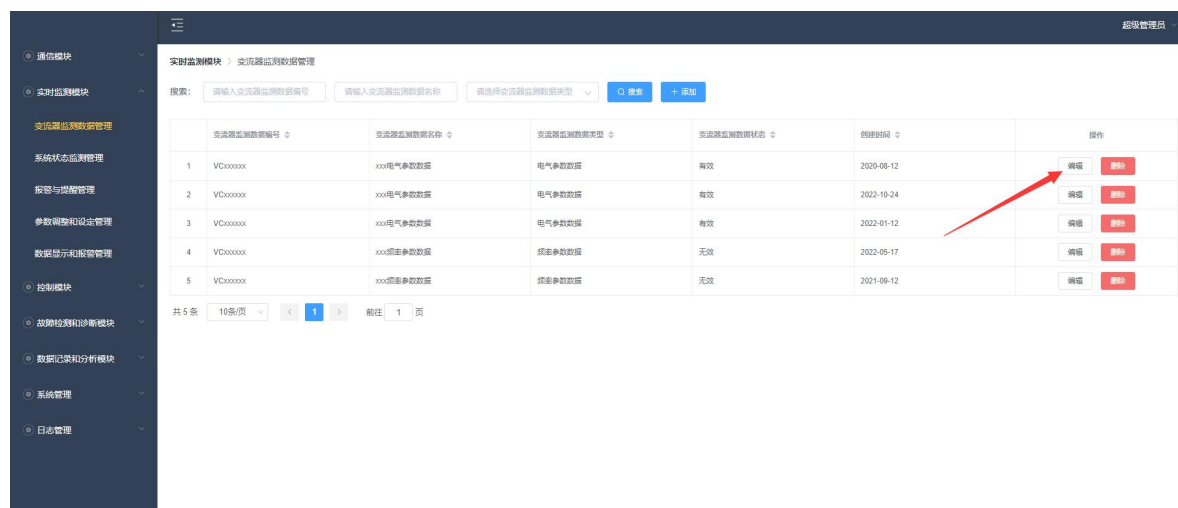 超级管理员
通信模块
实时监测模块
变流器监测数据管理
系统状态监测管理
报警与提醒管理
参数调整和设定管理
数据显示和报警管理
控制模块
故障检测和诊断模块
数据记录和分析模块
系统管理
日志管理
实时监测模块 > 变流器监测数据管理
搜索: 请输入变流器监测数据编号 请输入变流器监测数据名称 请选择变流器监测数据类型 搜索 + 添加
变流器监测数据编号 变流器监测数据名称 变流器监测数据类型 变流器监测数据状态 创建时间 操作
1 VCxxxxxx xxx电气参数数据 电气参数数据 有效 2020-08-12 编辑 删除
2 VCxxxxxx xxx电气参数数据 电气参数数据 有效 2022-10-24 编辑 删除
3 VCxxxxxx xxx电气参数数据 电气参数数据 有效 2022-01-12 编辑 删除
4 VCxxxxxx xxx频率参数数据 频率参数数据 无效 2022-05-17 编辑 删除
5 VCxxxxxx xxx频率参数数据 频率参数数据 无效 2021-09-12 编辑 删除
共 5 条 10条/页 < 1 > 前往 1 页